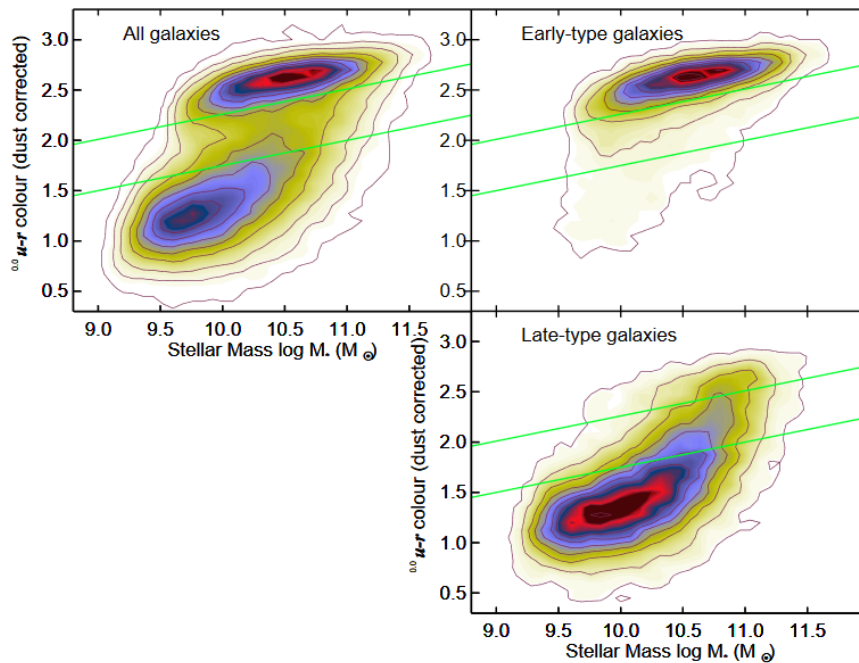 All galaxies
Early-type galaxies
3.0
2.5
2.0
1.5
1.0
0.5
0.0 u-r colour (dust corrected)
3.0
2.5
2.0
1.5
1.0
0.5
9.0 9.5 10.0 10.5 11.0 11.5
Stellar Mass log M* (M⊙)
Late-type galaxies
3.0
2.5
2.0
1.5
1.0
0.5
0.0 u-r colour (dust corrected)
9.0 9.5 10.0 10.5 11.0 11.5
Stellar Mass log M* (M⊙)